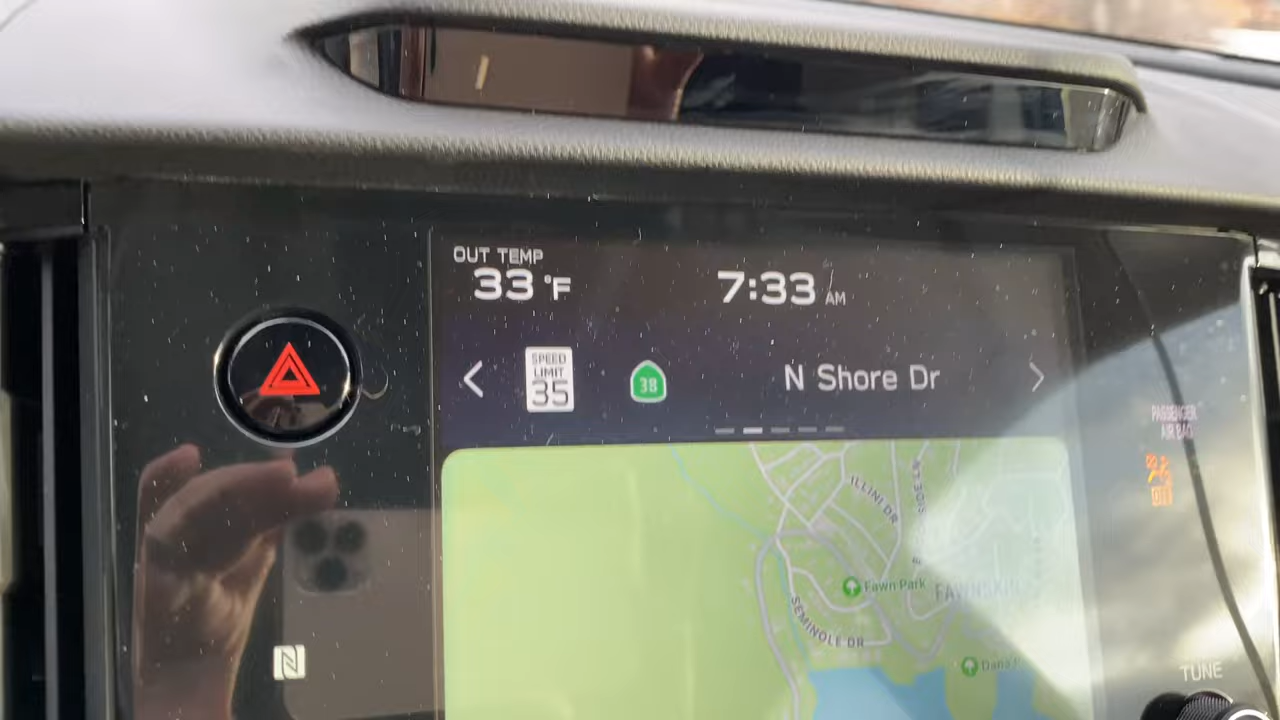 OUT TEMP
33 °F
7:33 AM
SPEED
LIMIT
35
38
N Shore Dr
PASSENGER
AIR BAG
OFF
ILLINI DR
Fawn Park
FAWNSKIN
SEMINOLE DR
TUNE